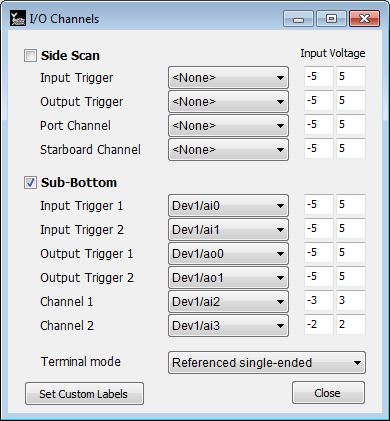 I/O Channels
Side Scan Input Voltage
Input Trigger <None> -5 5
Output Trigger <None> -5 5
Port Channel <None> -5 5
Starboard Channel <None> -5 5
Sub-Bottom
Input Trigger 1 Dev1/ai0 -5 5
Input Trigger 2 Dev1/ai1 -5 5
Output Trigger 1 Dev1/ao0 -5 5
Output Trigger 2 Dev1/ao1 -5 5
Channel 1 Dev1/ai2 -3 3
Channel 2 Dev1/ai3 -2 2
Terminal mode Referenced single-ended
Set Custom Labels Close